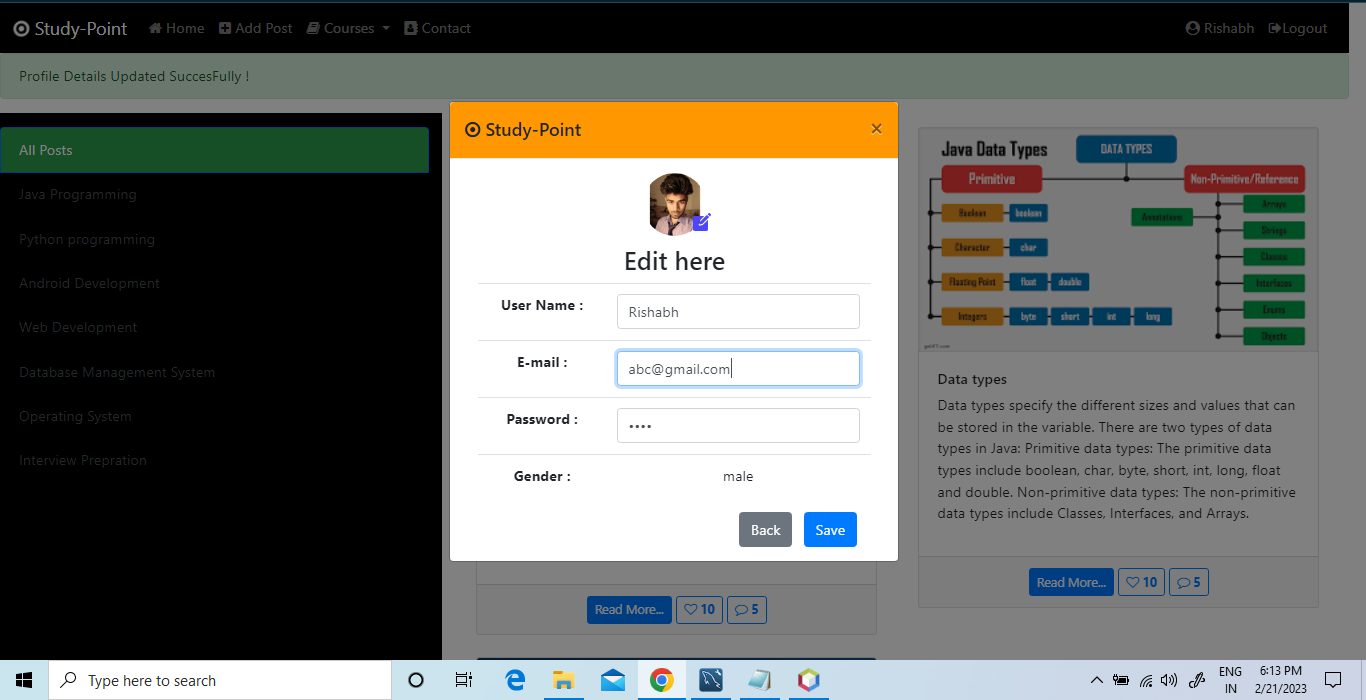 Study-Point Home Add Post Courses Contact Rishabh Logout
Profile Details Updated SuccesFully !
All Posts
Java Programming
Python programming
Android Development
Web Development
Database Management System
Operating System
Interview Prepration
Study-Point ×
Edit here
User Name : Rishabh
E-mail : abc@gmail.com
Password : ••••
Gender : male
Back Save
Read More... 10 5
Java Data Types DATA TYPES
Primitive Non-Primitive/Reference
Boolean boolean
Character char
Floating Point float double
Integers byte short int long
Annotations
Arrays
Strings
Classes
Interfaces
Enums
Objects
Data types
Data types specify the different sizes and values that can
be stored in the variable. There are two types of data
types in Java: Primitive data types: The primitive data
types include boolean, char, byte, short, int, long, float
and double. Non-primitive data types: The non-primitive
data types include Classes, Interfaces, and Arrays.
Read More... 10 5
Type here to search
ENG
IN
6:13 PM
2/21/2023